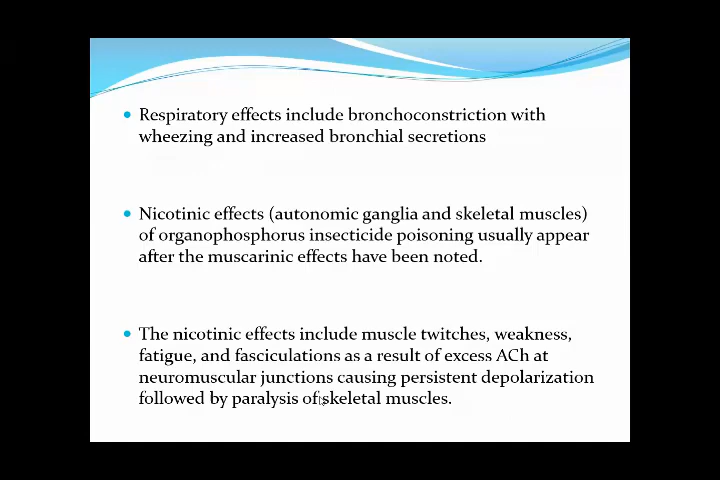 Respiratory effects include bronchoconstriction with
wheezing and increased bronchial secretions
Nicotinic effects (autonomic ganglia and skeletal muscles)
of organophosphorus insecticide poisoning usually appear
after the muscarinic effects have been noted.
The nicotinic effects include muscle twitches, weakness,
fatigue, and fasciculations as a result of excess ACh at
neuromuscular junctions causing persistent depolarization
followed by paralysis of skeletal muscles.